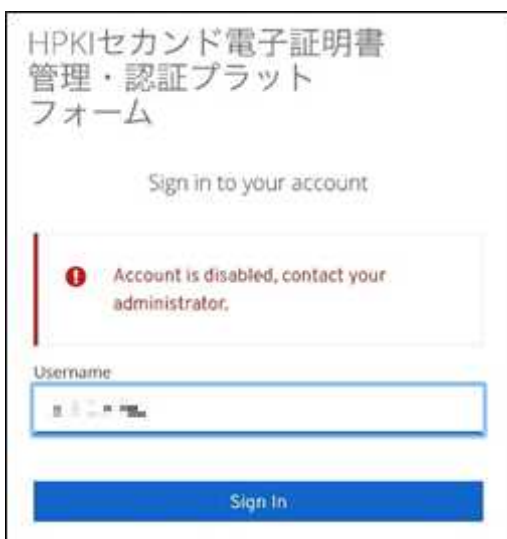 HPKIセカンド電子証明書
管理・認証プラット
フォーム
Sign in to your account
Account is disabled, contact your
administrator.
Username
Sign In